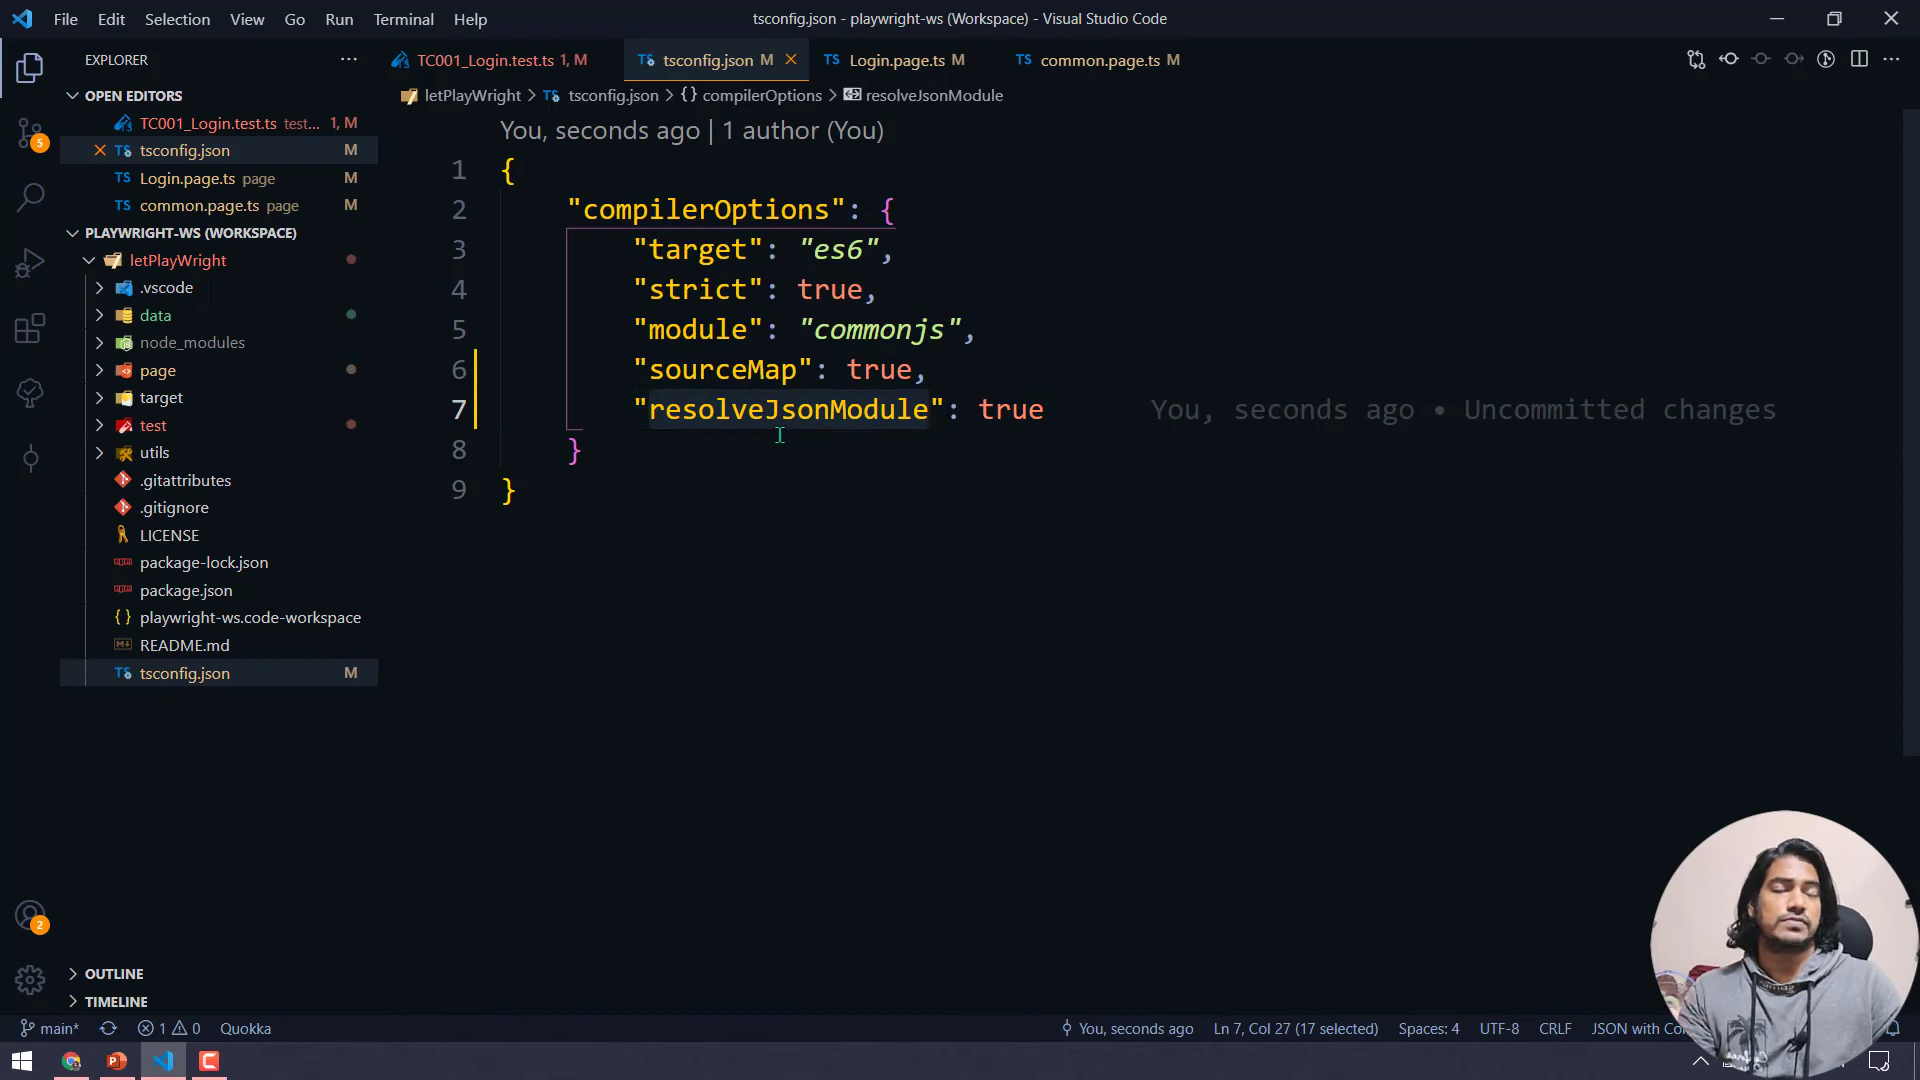 File Edit Selection View Go Run Terminal Help
tsconfig.json - playwright-ws (Workspace) - Visual Studio Code
EXPLORER
OPEN EDITORS
TC001_Login.test.ts test... 1, M
tsconfig.json M
Login.page.ts page M
common.page.ts page M
PLAYWRIGHT-WS (WORKSPACE)
letPlayWright
.vscode
data
node_modules
page
target
test
utils
.gitattributes
.gitignore
LICENSE
package-lock.json
package.json
playwright-ws.code-workspace
README.md
tsconfig.json M
OUTLINE
TIMELINE
5
2
TC001_Login.test.ts 1, M
TS tsconfig.json M
TS Login.page.ts M
TS common.page.ts M
letPlayWright > TS tsconfig.json > {} compilerOptions > resolveJsonModule
You, seconds ago | 1 author (You)
1 {
2 "compilerOptions": {
3 "target": "es6",
4 "strict": true,
5 "module": "commonjs",
6 "sourceMap": true,
7 "resolveJsonModule": true You, seconds ago • Uncommitted changes
8 }
9 }
main* 1 0 Quokka
You, seconds ago Ln 7, Col 27 (17 selected) Spaces: 4 UTF-8 CRLF JSON with